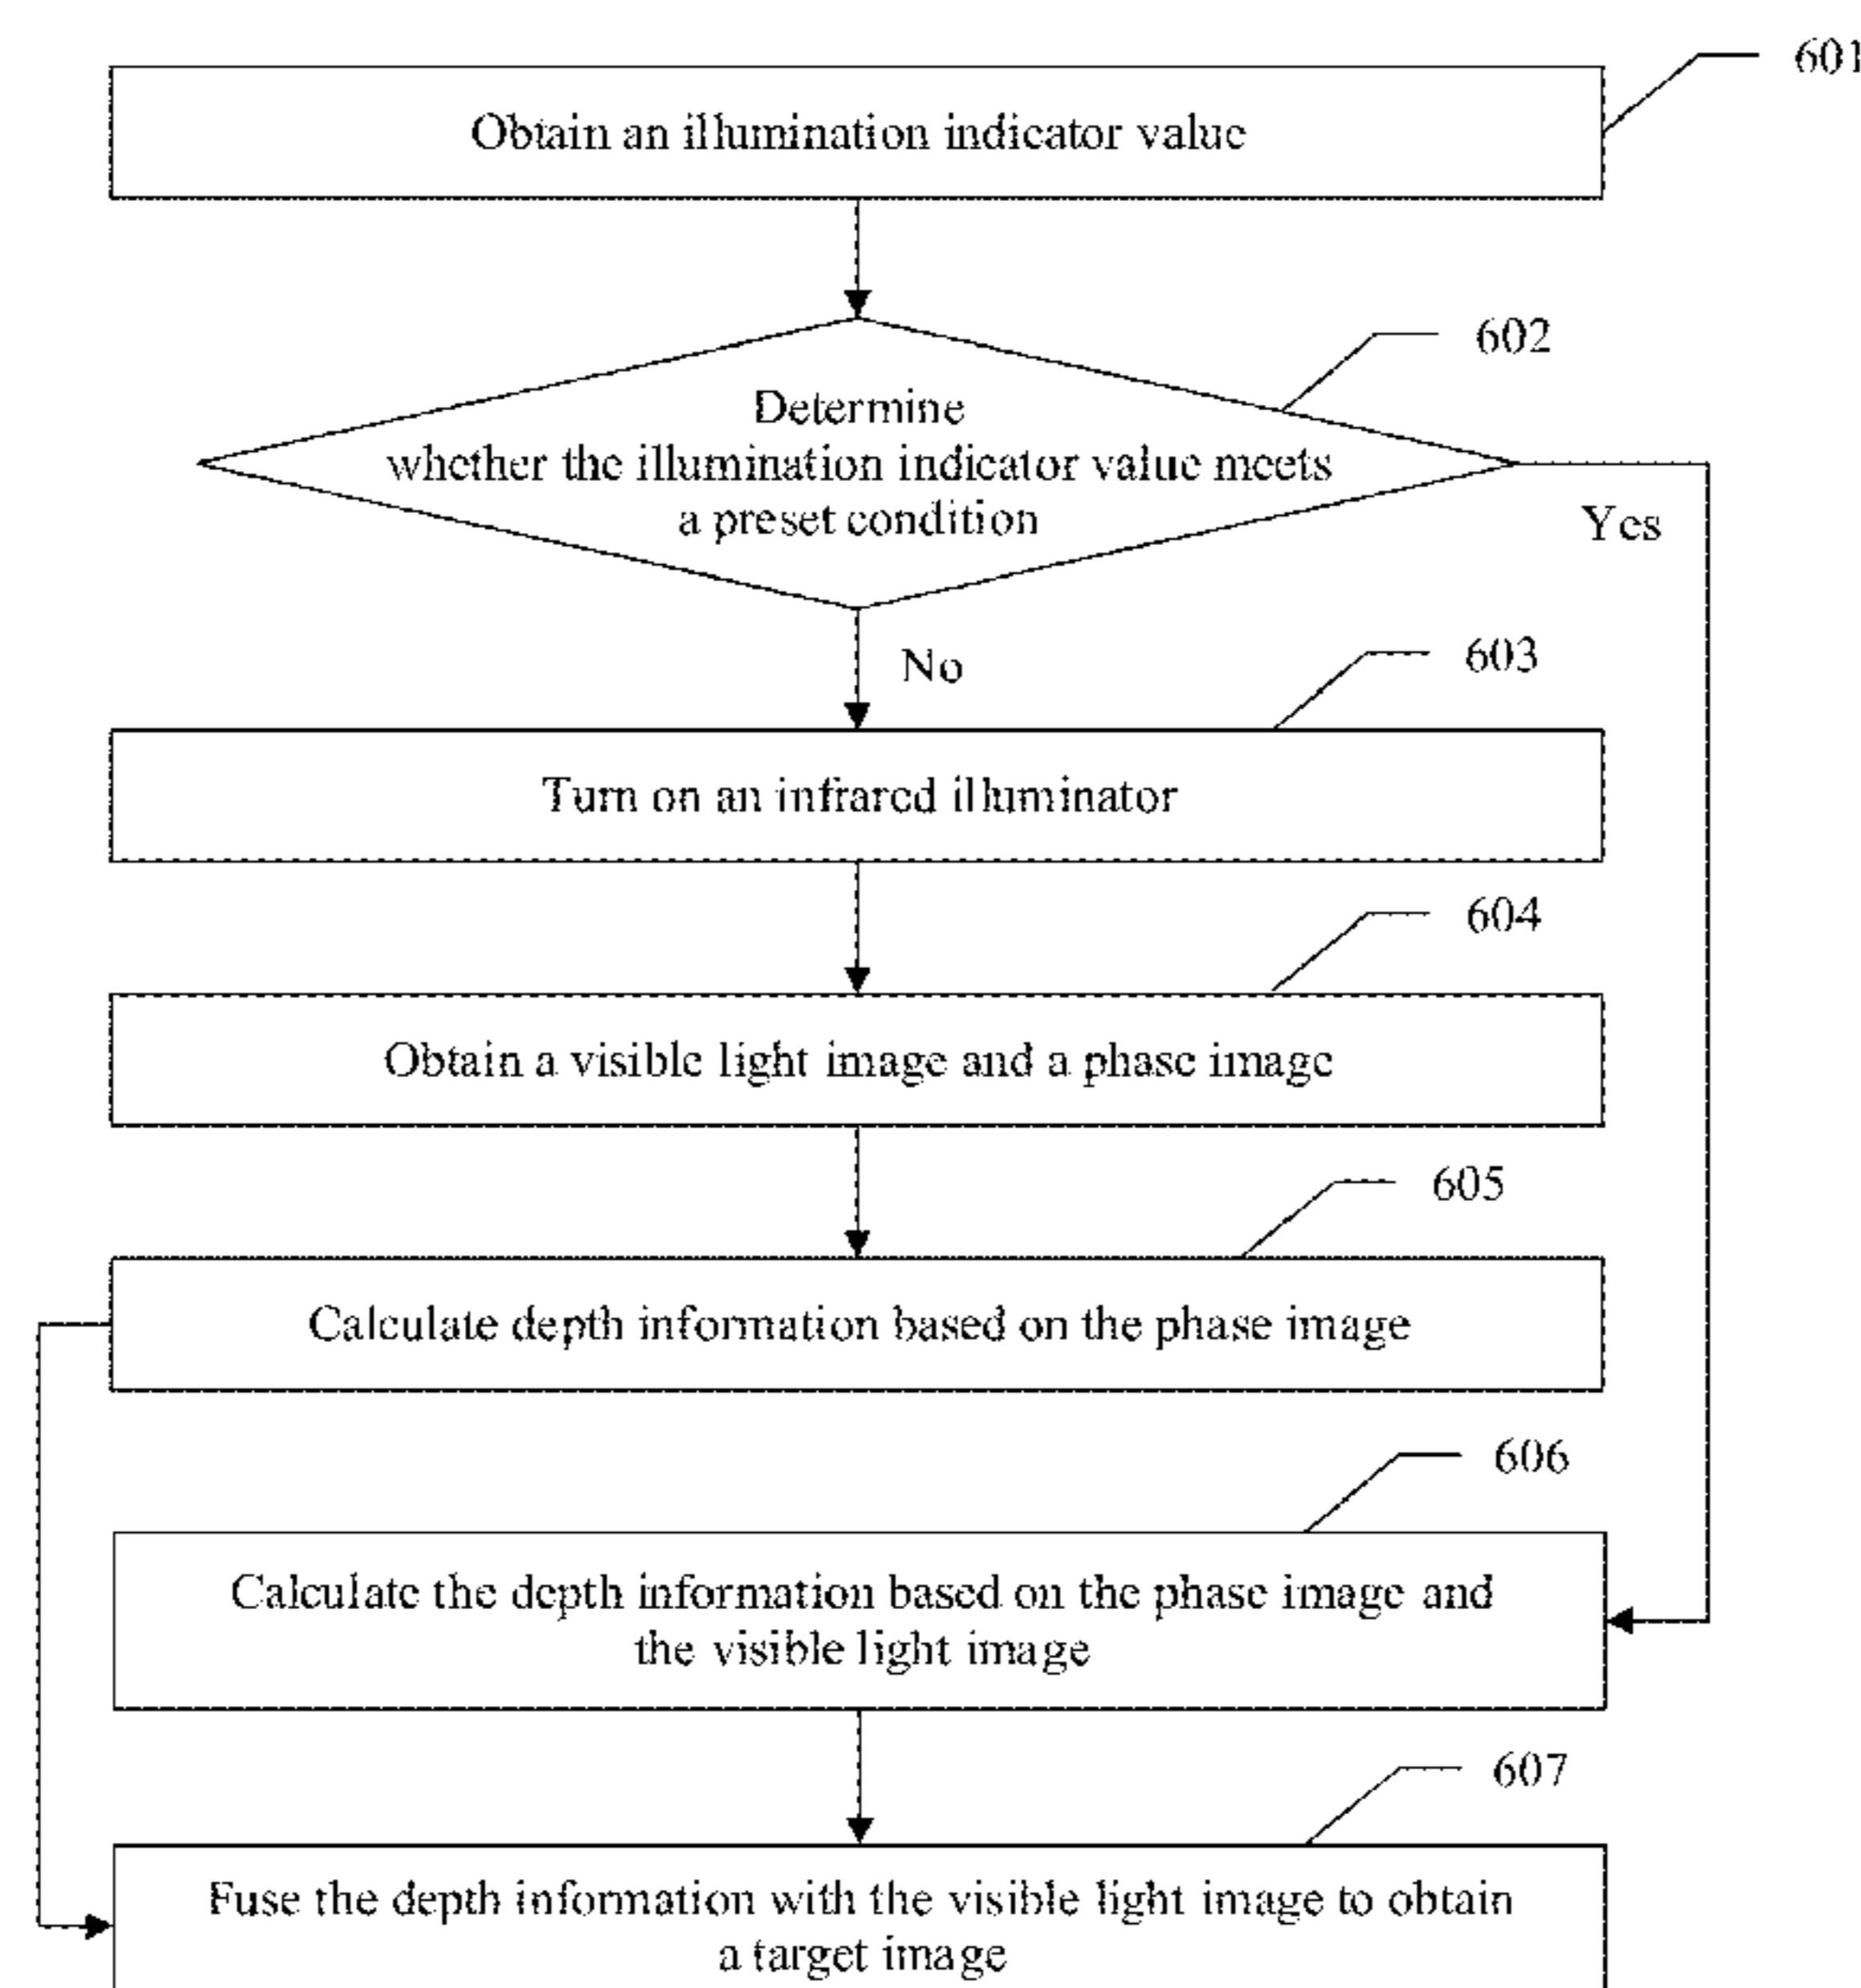 601
Obtain an illumination indicator value
602
Determine
whether the illumination indicator value meets
a preset condition
Yes
No
603
Turn on an infrared illuminator
604
Obtain a visible light image and a phase image
605
Calculate depth information based on the phase image
606
Calculate the depth information based on the phase image and
the visible light image
607
Fuse the depth information with the visible light image to obtain
a target image